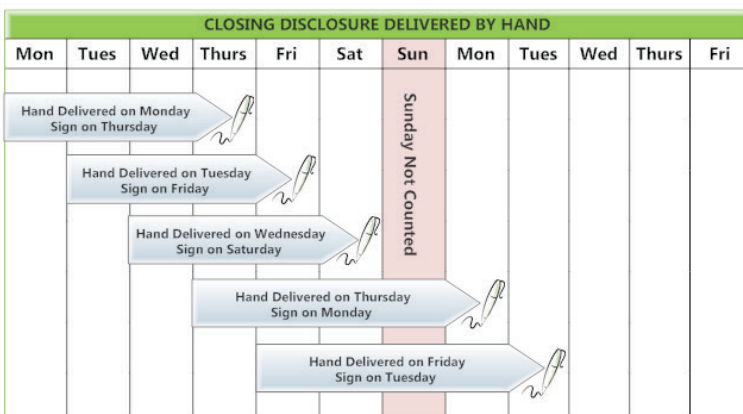 CLOSING DISCLOSURE DELIVERED BY HAND
Mon Tues Wed Thurs Fri Sat Sun Mon Tues Wed Thurs Fri
Hand Delivered on Monday
Sign on Thursday
Hand Delivered on Tuesday
Sign on Friday
Hand Delivered on Wednesday
Sign on Saturday
Sunday Not Counted
Hand Delivered on Thursday
Sign on Monday
Hand Delivered on Friday
Sign on Tuesday